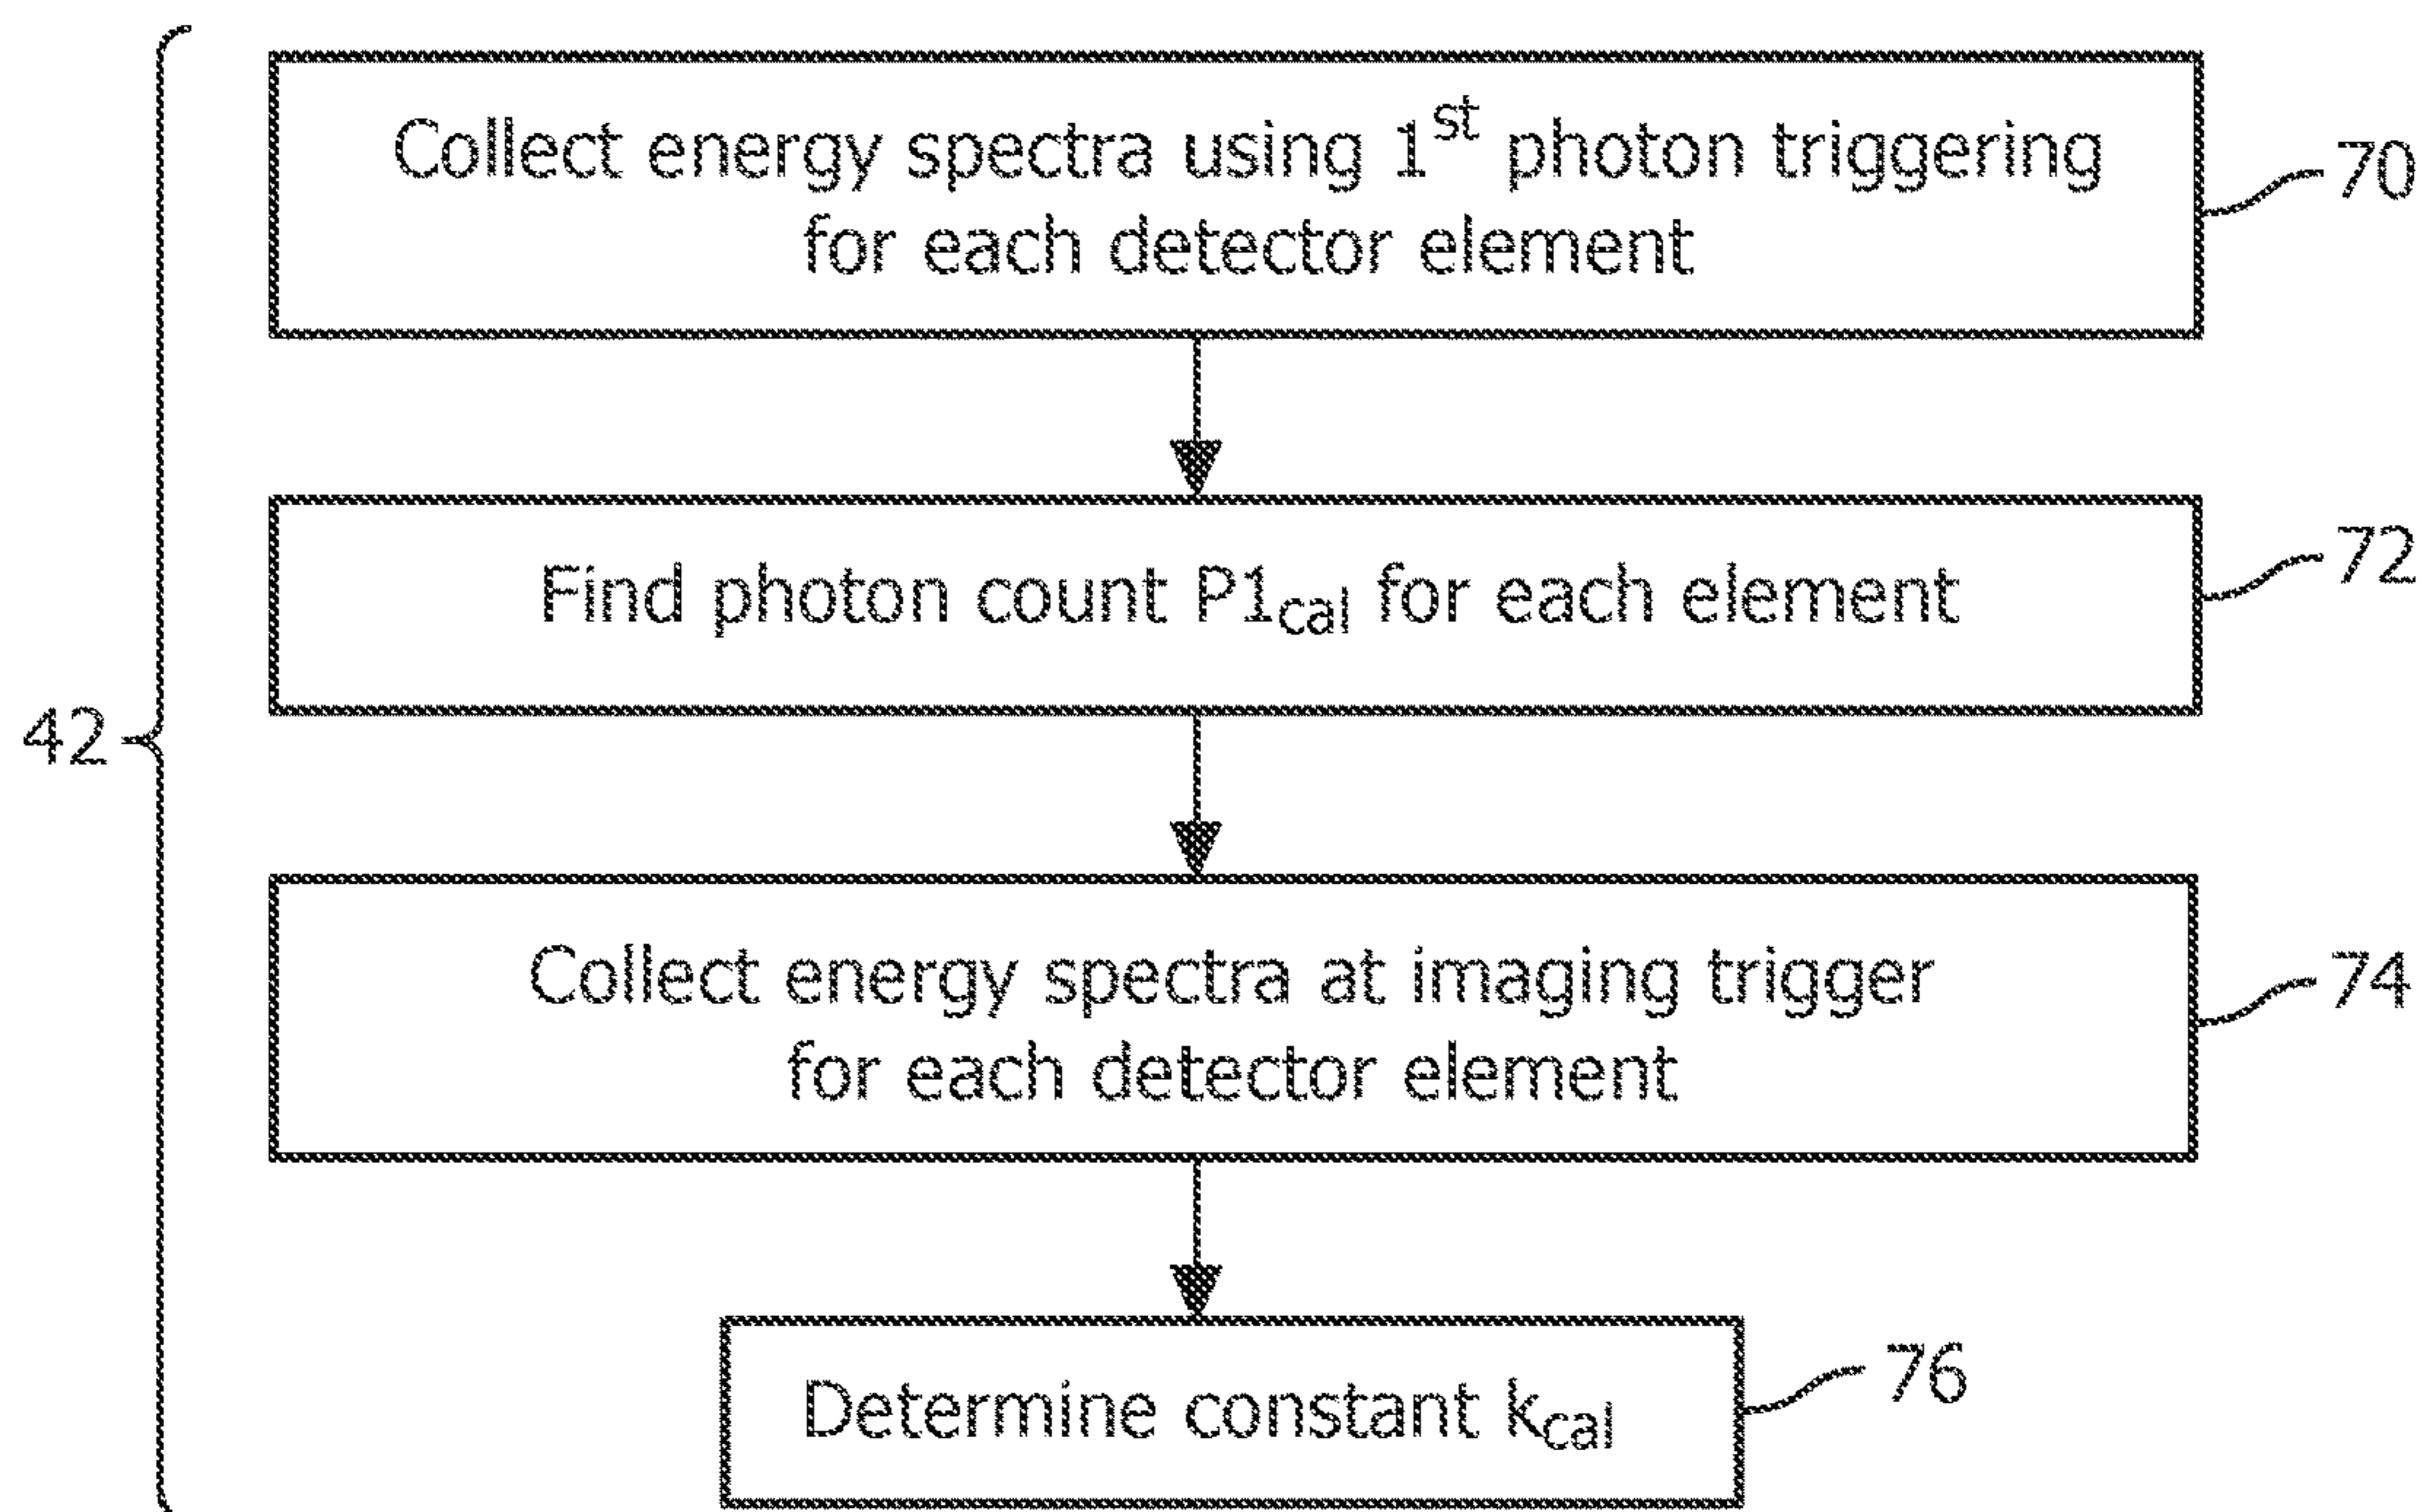 Collect energy spectra using 1st photon triggering
for each detector element
70
Find photon count P1cal for each element
72
42
Collect energy spectra at imaging trigger
for each detector element
74
Determine constant kcal
76